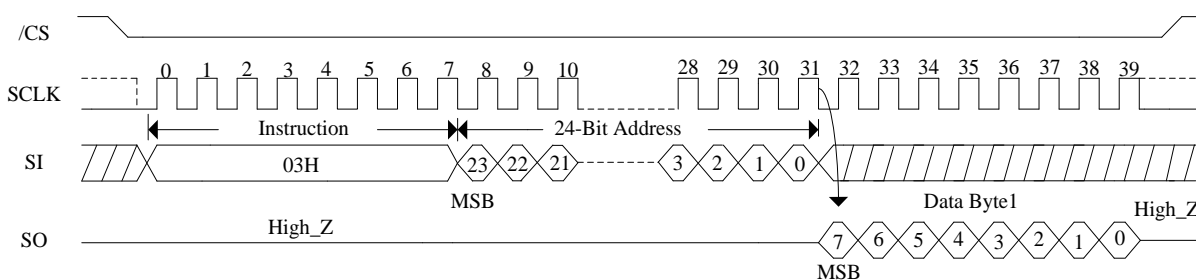 /CS
0 1 2 3 4 5 6 7 8 9 10 28 29 30 31 32 33 34 35 36 37 38 39
SCLK
Instruction 24-Bit Address
SI 03H 23 22 21 3 2 1 0
MSB Data Byte1
High_Z High_Z
SO 7 6 5 4 3 2 1 0
MSB